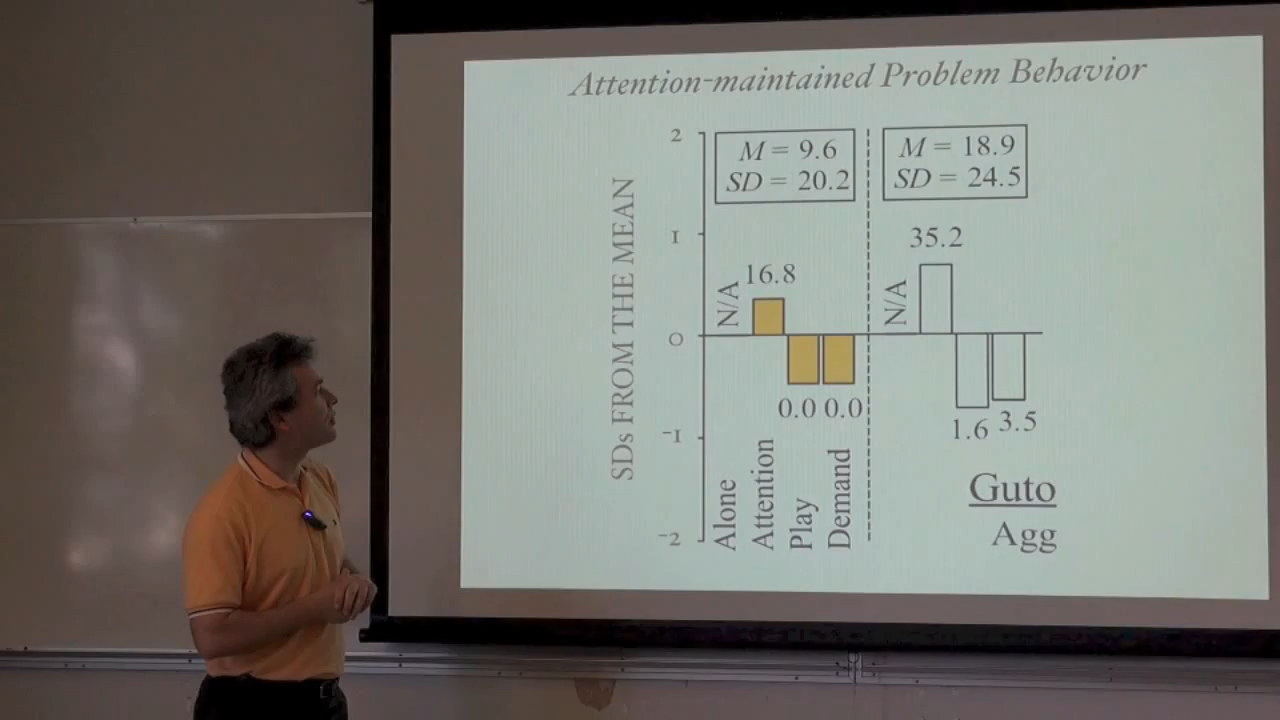 Attention-maintained Problem Behavior
SDs FROM THE MEAN
2
1
0
-1
-2
M = 9.6
SD = 20.2
M = 18.9
SD = 24.5
N/A
16.8
0.0
0.0
N/A
35.2
1.6
3.5
Alone
Attention
Play
Demand
Guto
Agg